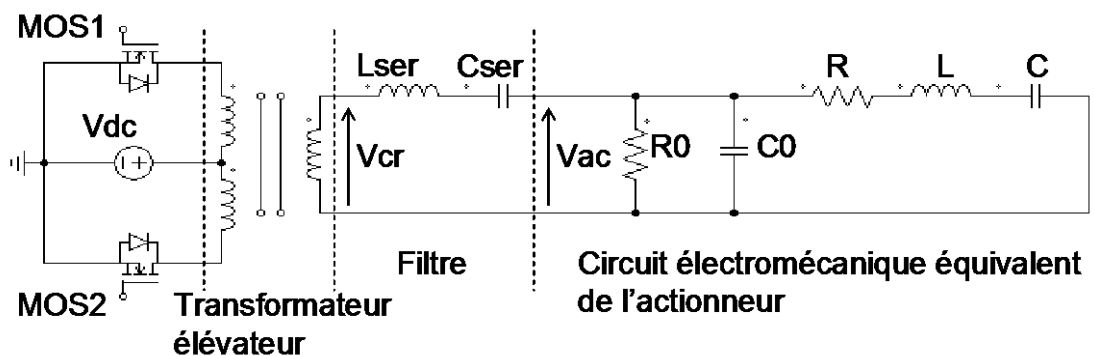 MOS1
Lser
Cser
R
L
C
Vdc
Vcr
Vac
R0
C0
MOS2
Transformateur
élévateur
Filtre
Circuit électromécanique équivalent
de l'actionneur